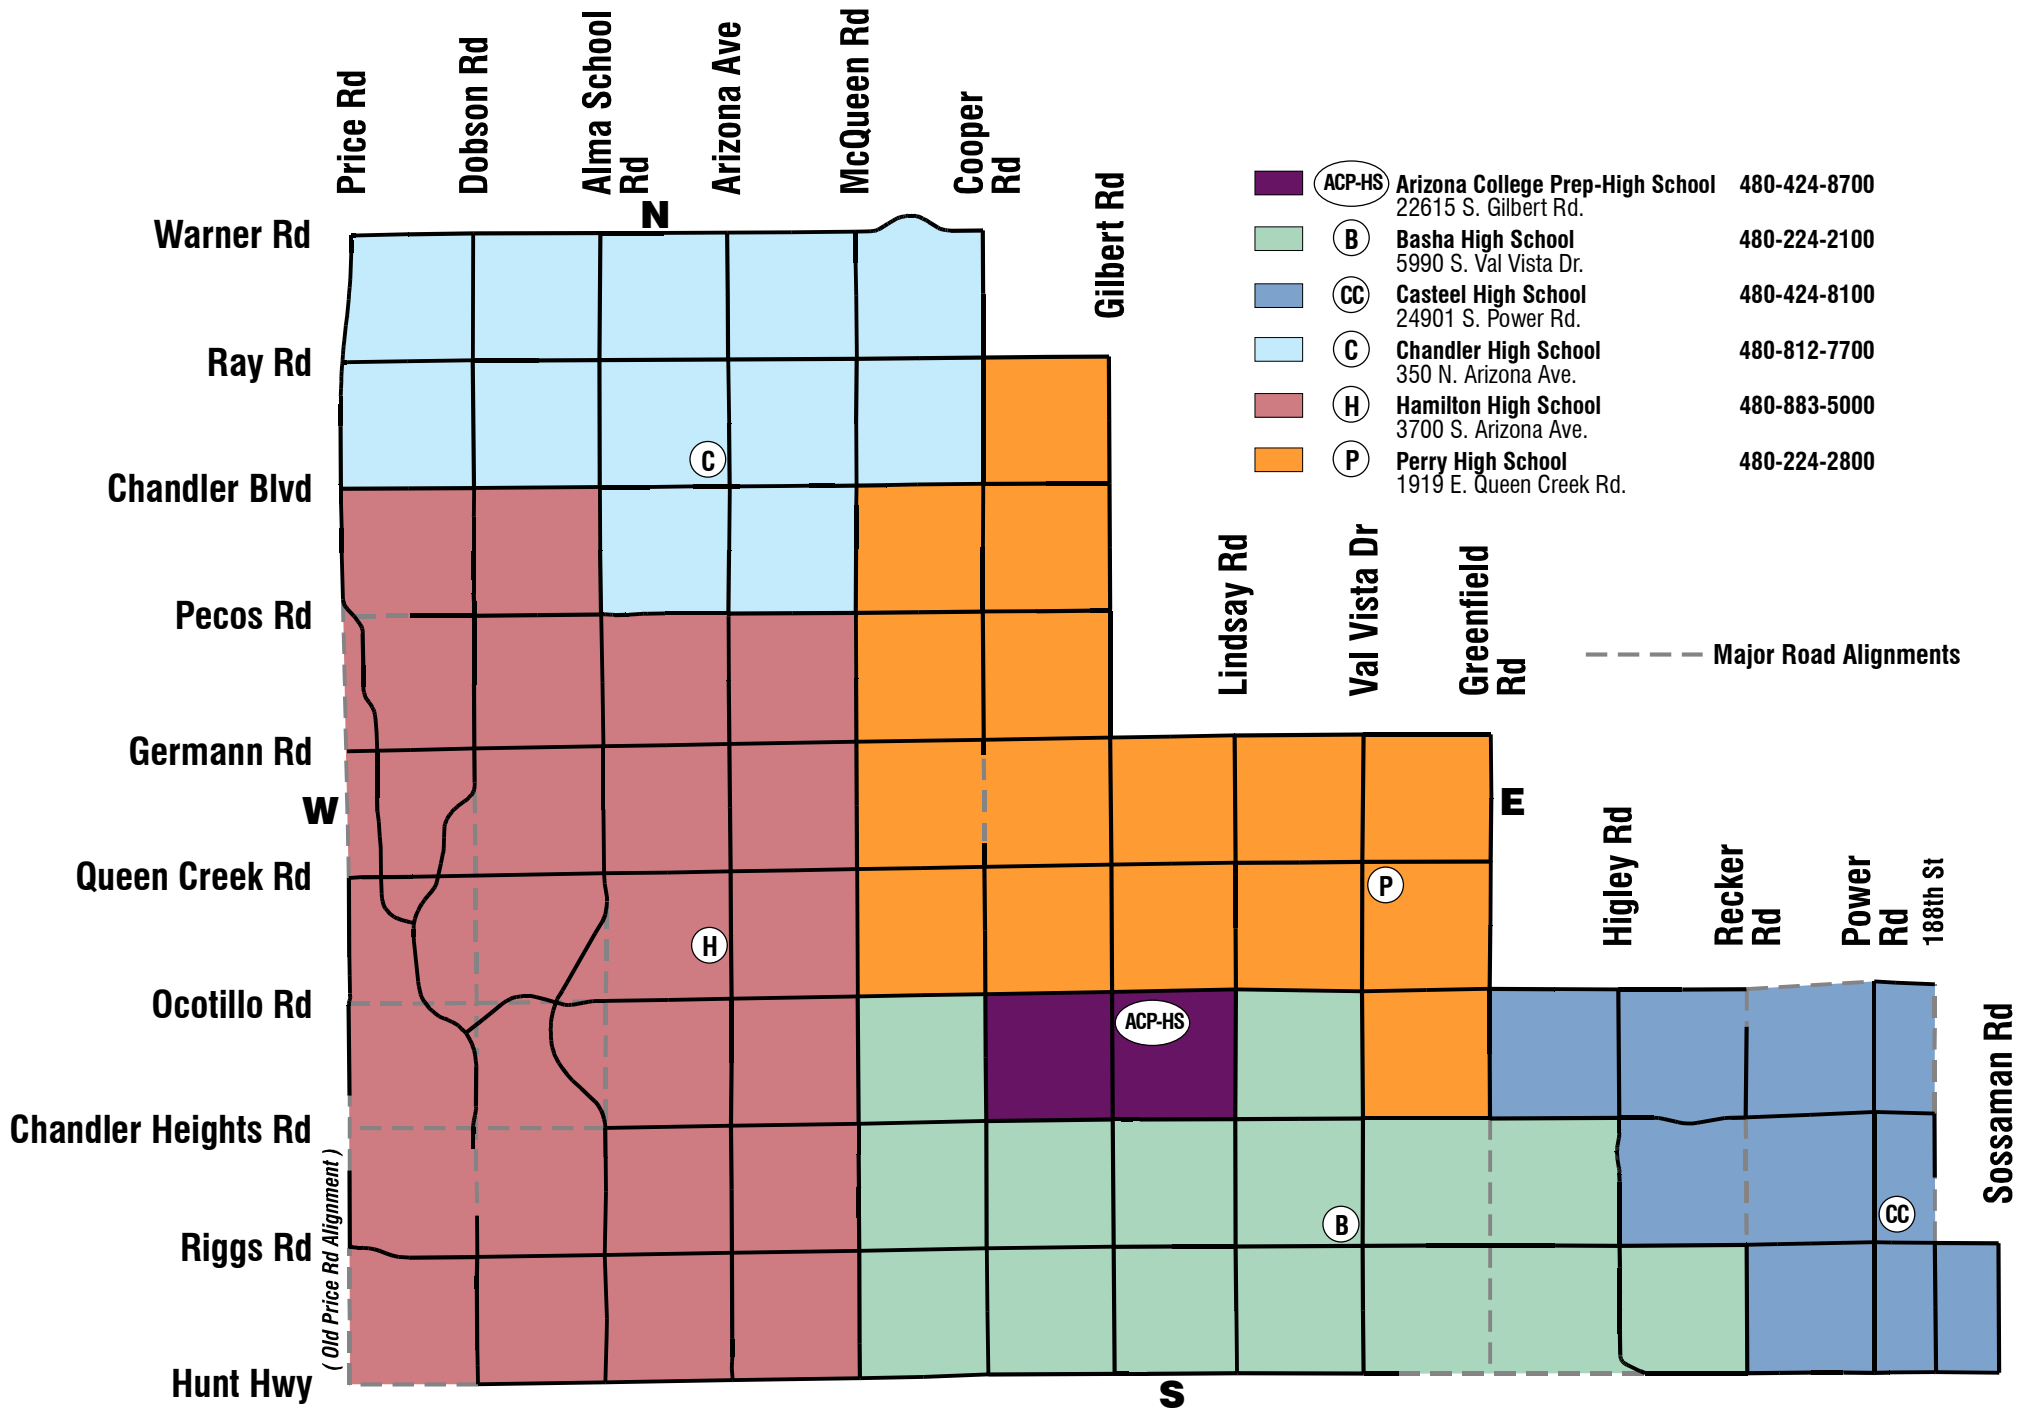 Price Rd
Dobson Rd
Alma School
Rd
Arizona Ave
McQueen Rd
Cooper
Rd
Gilbert Rd
N
Warner Rd
Ray Rd
Chandler Blvd
Pecos Rd
Germann Rd
W
Queen Creek Rd
Ocotillo Rd
Chandler Heights Rd
Riggs Rd
Hunt Hwy
( Old Price Rd Alignment )
ACP-HS Arizona College Prep-High School 480-424-8700
22615 S. Gilbert Rd.
B Basha High School 480-224-2100
5990 S. Val Vista Dr.
CC Casteel High School 480-424-8100
24901 S. Power Rd.
C Chandler High School 480-812-7700
350 N. Arizona Ave.
H Hamilton High School 480-883-5000
3700 S. Arizona Ave.
P Perry High School 480-224-2800
1919 E. Queen Creek Rd.
Lindsay Rd
Val Vista Dr
Greenfield
Rd
Major Road Alignments
E
Higley Rd
Recker
Rd
Power
Rd
188th St
Sossaman Rd
C
P
H
ACP-HS
B
CC
S